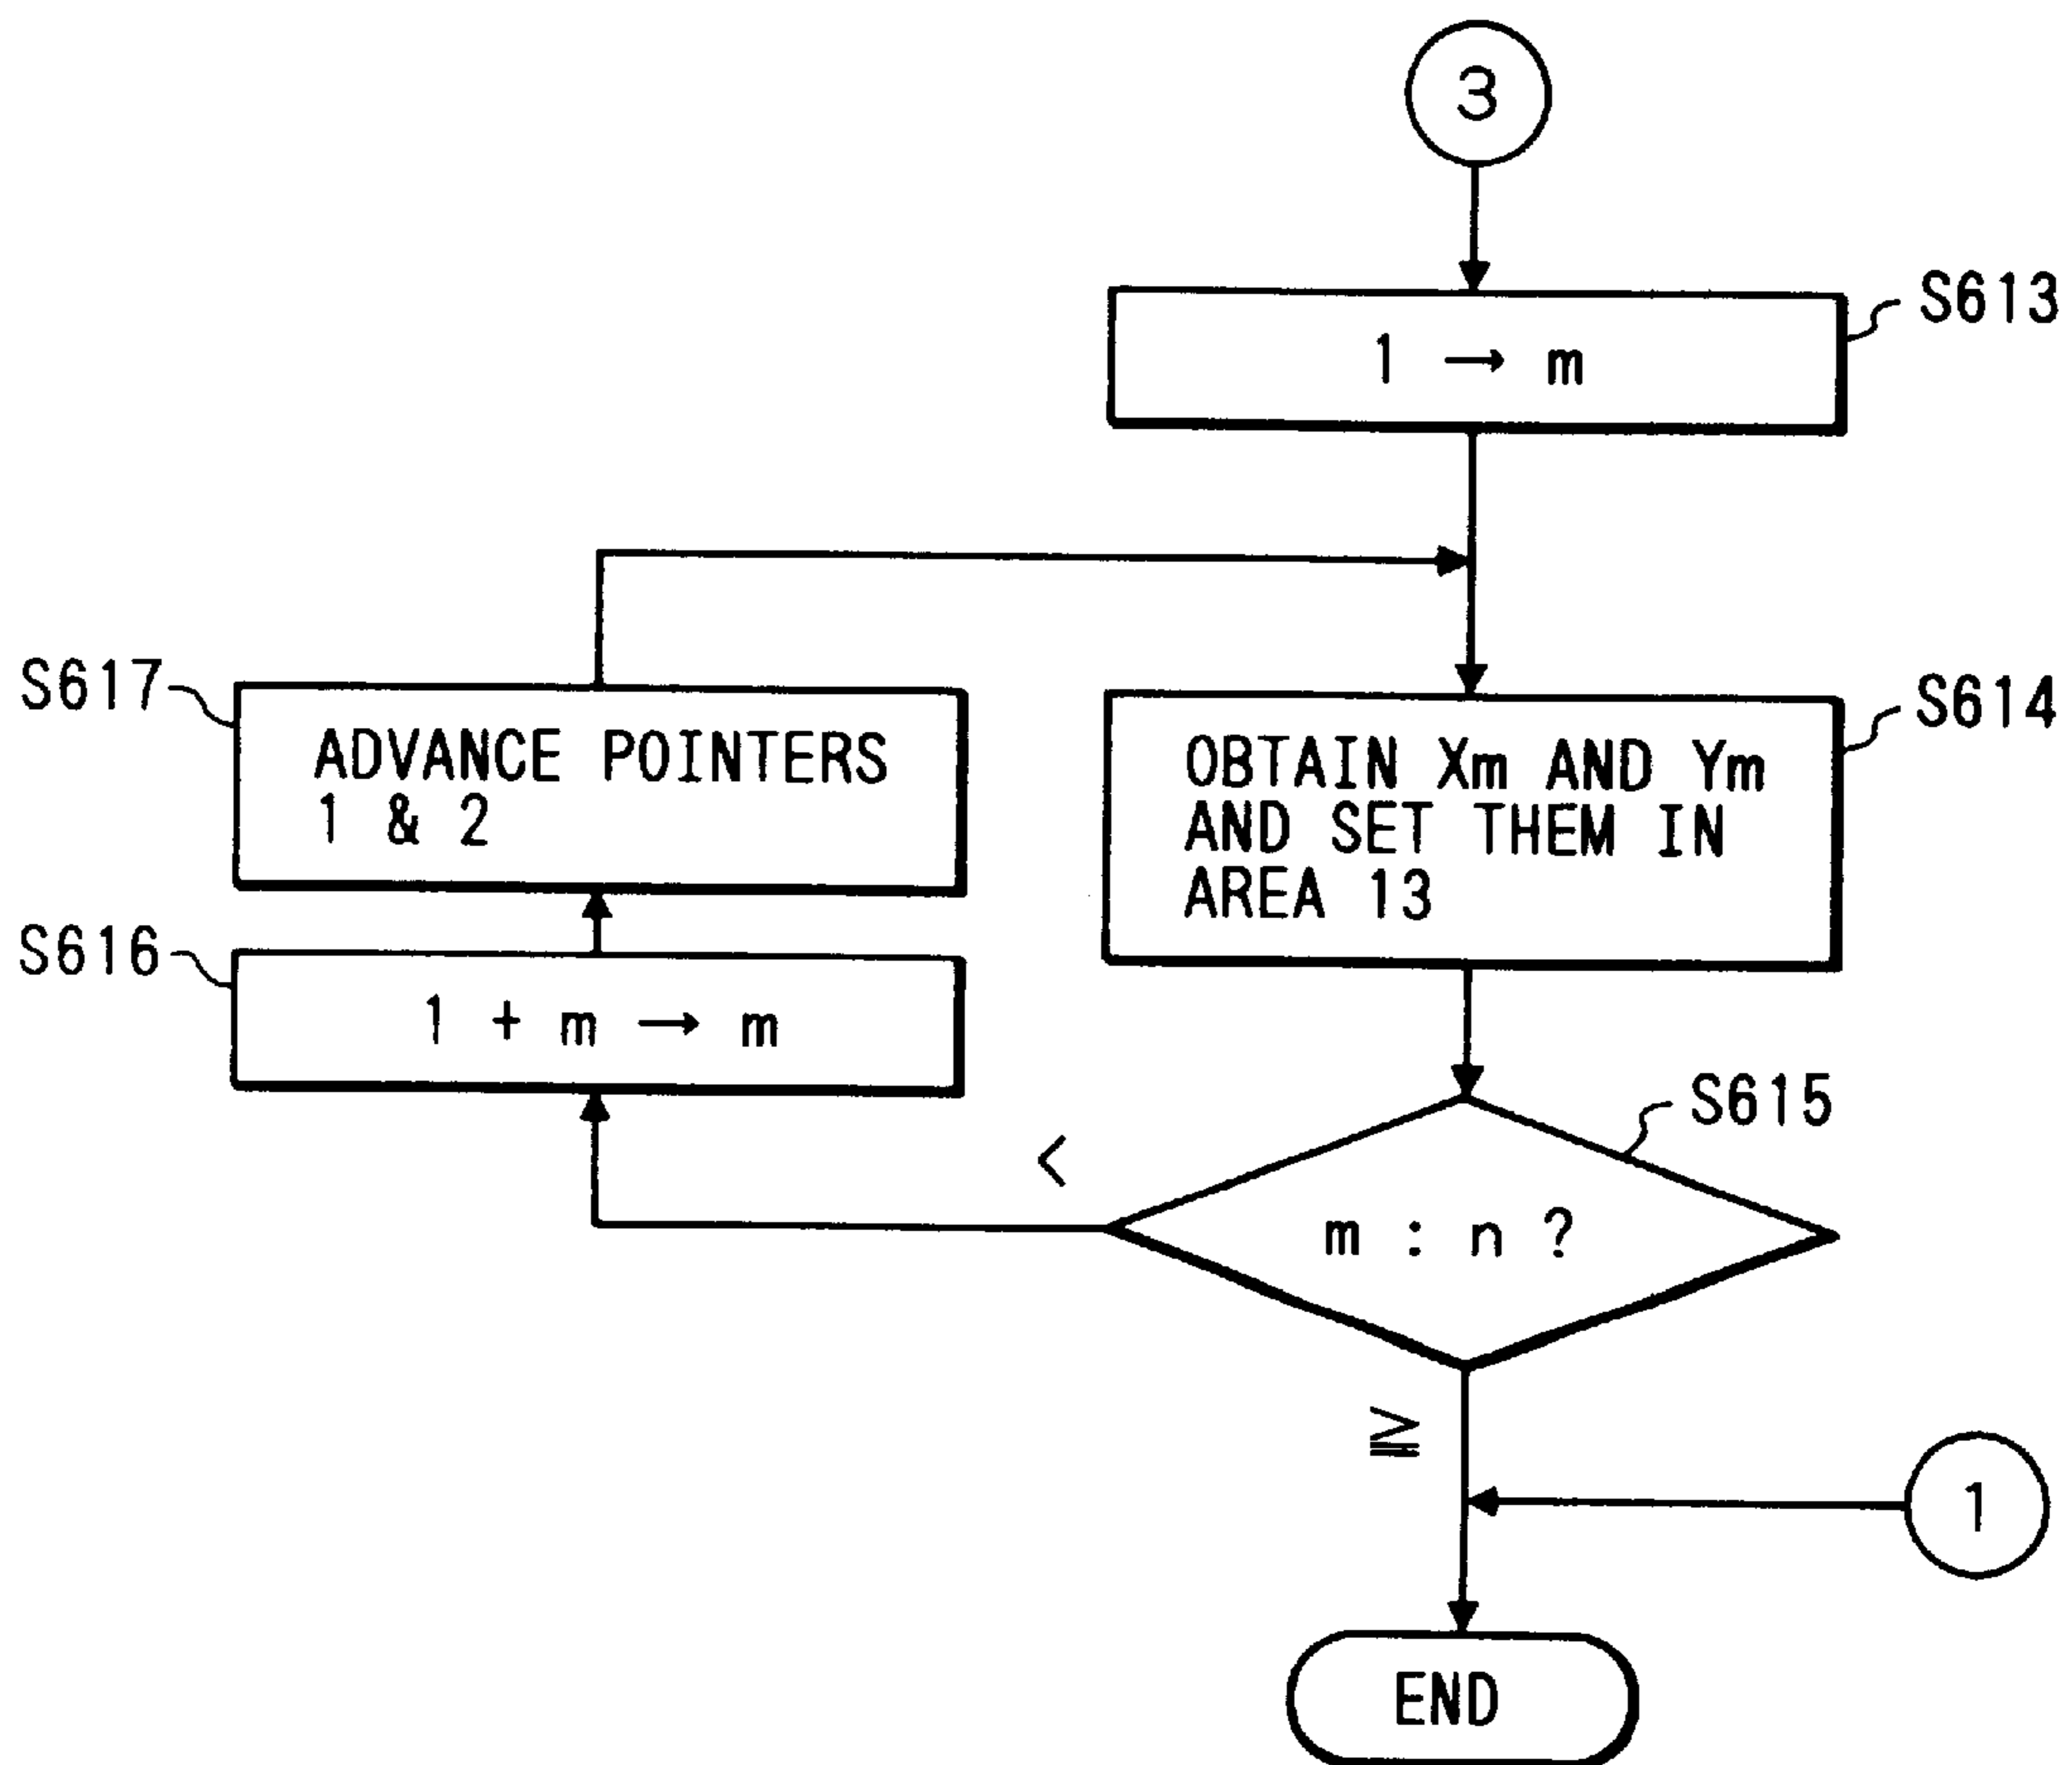 3
S613
1 → m
S617
ADVANCE POINTERS
1 & 2
S614
OBTAIN Xm AND Ym
AND SET THEM IN
AREA 13
S616
1 + m → m
S615
<
m : n ?
≧
1
END